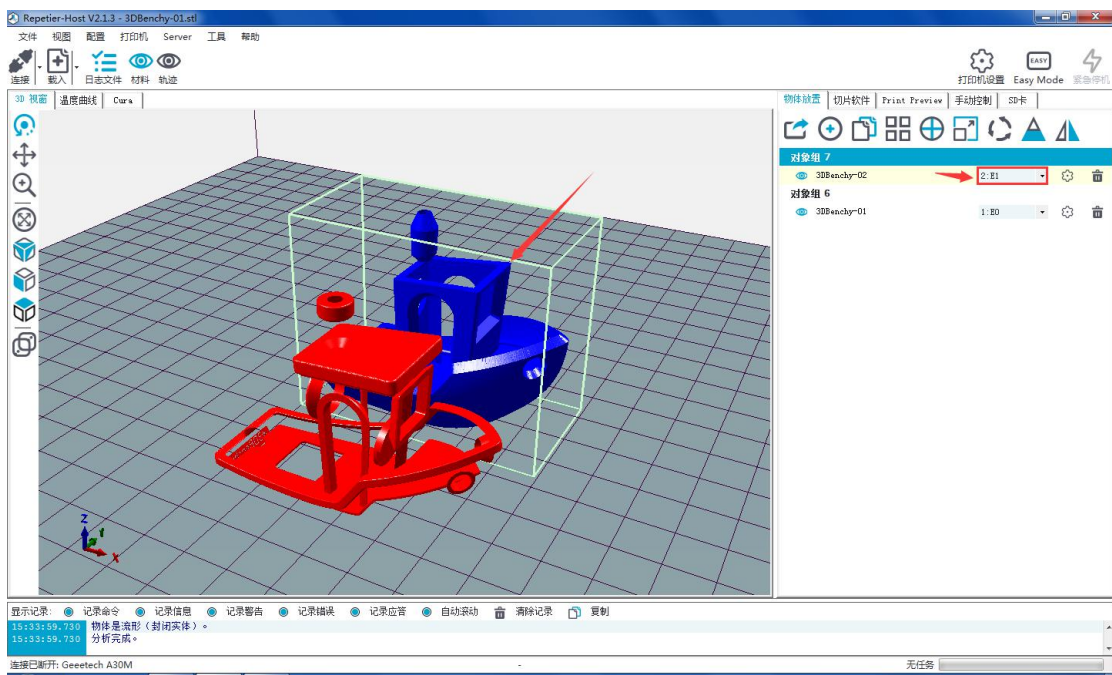 Repetier-Host V2.1.3 - 3DBenchy-01.stl
文件 视图 配置 打印机 Server 工具 帮助
连接 载入 日志文件 材料 轨迹 打印机设置 Easy Mode 紧急停机
EASY
3D 视窗 温度曲线 Cura 物体放置 切片软件 Print Preview 手动控制 SD卡
对象组 7
3DBenchy-02 2:E1
对象组 6
3DBenchy-01 1:E0
Z
Y
X
显示记录: 记录命令 记录信息 记录警告 记录错误 记录应答 自动滚动 清除记录 复制
15:33:59.730 物体是流形(封闭实体)。
15:33:59.730 分析完成。
连接已断开: Geeetech A30M - 无任务